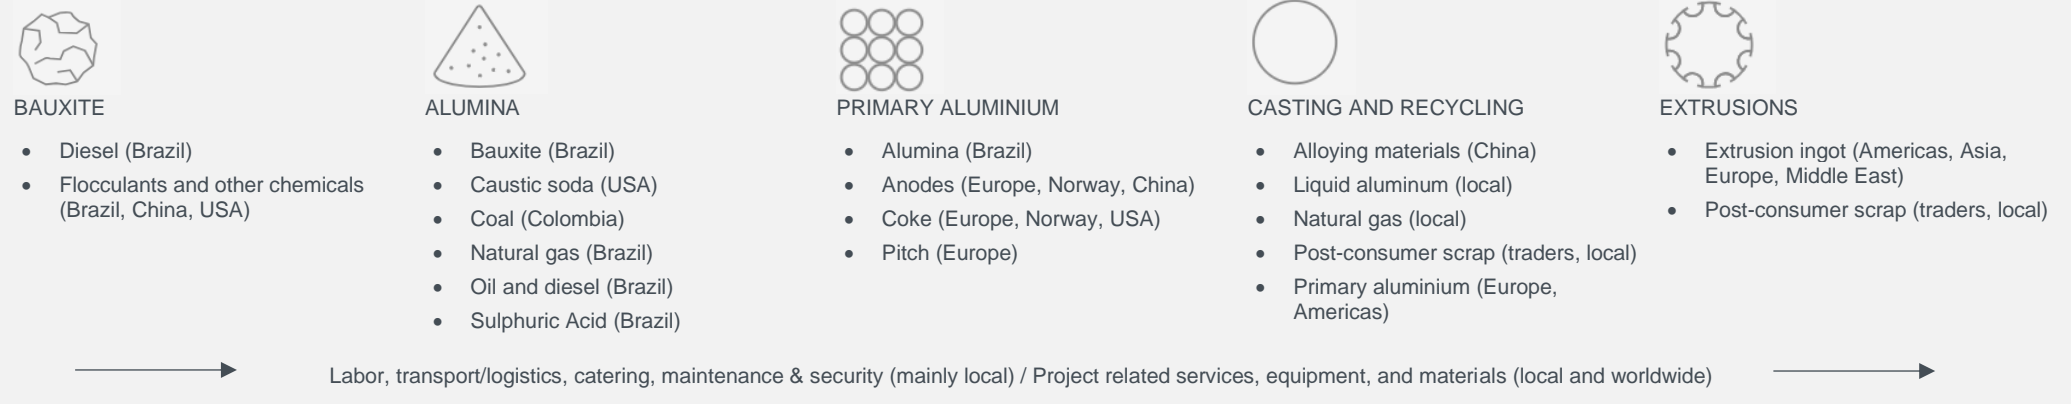 BAUXITE
• Diesel (Brazil)
• Flocculants and other chemicals
(Brazil, China, USA)
ALUMINA
• Bauxite (Brazil)
• Caustic soda (USA)
• Coal (Colombia)
• Natural gas (Brazil)
• Oil and diesel (Brazil)
• Sulphuric Acid (Brazil)
PRIMARY ALUMINIUM
• Alumina (Brazil)
• Anodes (Europe, Norway, China)
• Coke (Europe, Norway, USA)
• Pitch (Europe)
CASTING AND RECYCLING
• Alloying materials (China)
• Liquid aluminum (local)
• Natural gas (local)
• Post-consumer scrap (traders, local)
• Primary aluminium (Europe,
Americas)
EXTRUSIONS
• Extrusion ingot (Americas, Asia,
Europe, Middle East)
• Post-consumer scrap (traders, local)
Labor, transport/logistics, catering, maintenance & security (mainly local) / Project related services, equipment, and materials (local and worldwide)